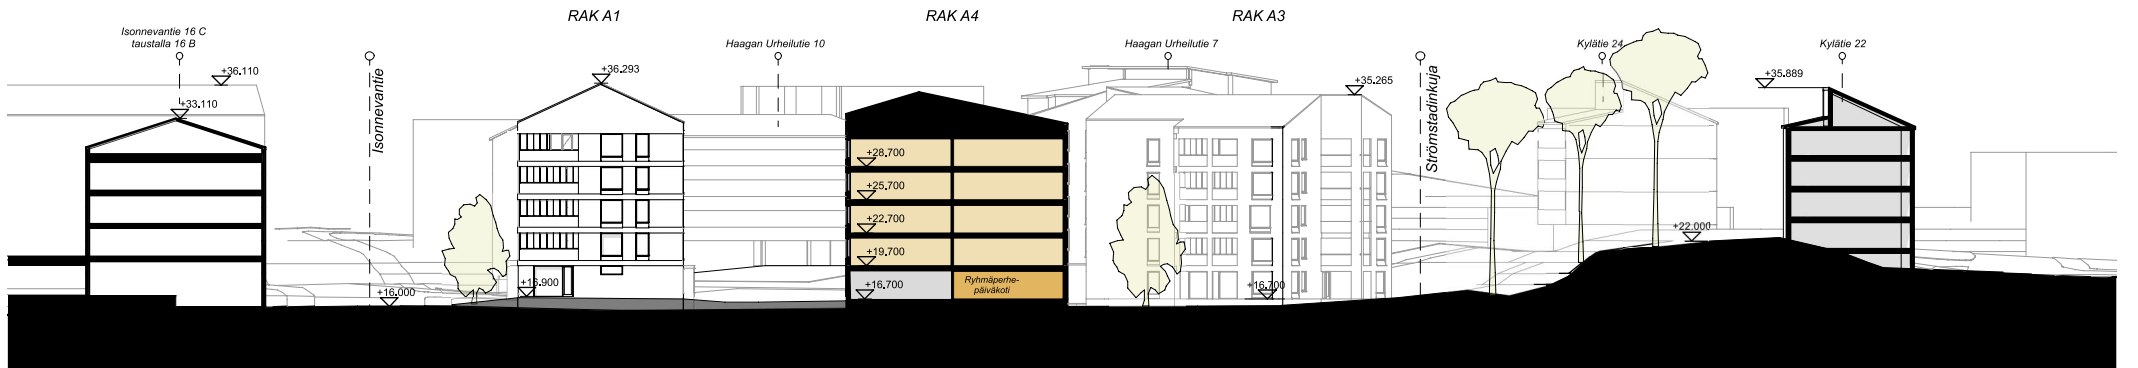 RAK A1
RAK A4
RAK A3
Isonnevantie 16 C
taustalla 16 B
Haagan Urheilutie 10
Haagan Urheilutie 7
Kylätie 24
Kylätie 22
+36.110
+33.110
Isonnevantie
+36.293
+35.265
Strömstadinkuja
+35.889
+28.700
+25.700
+22.700
+19.700
+16.700
Ryhmäperhe-
päiväkoti
+16.000
+16.900
+16.700
+22.000